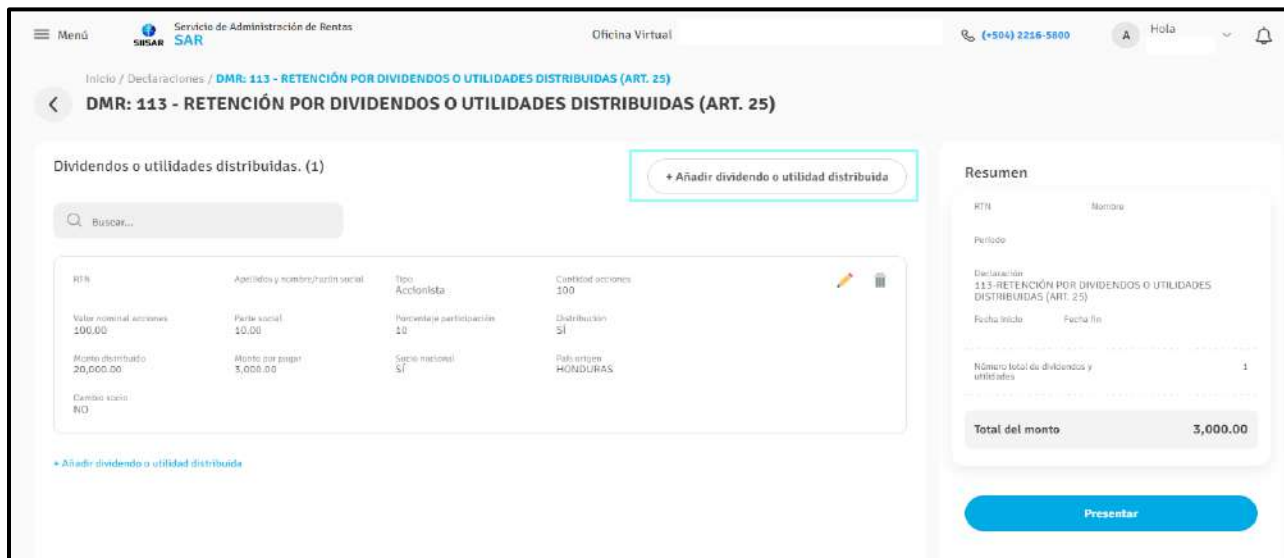 Menú
SIISAR
Servicio de Administración de Rentas
SAR
Oficina Virtual
(+504) 2216-5800
A
Hola
Inicio / Declaraciones / DMR: 113 - RETENCIÓN POR DIVIDENDOS O UTILIDADES DISTRIBUIDAS (ART. 25)
DMR: 113 - RETENCIÓN POR DIVIDENDOS O UTILIDADES DISTRIBUIDAS (ART. 25)
Dividendos o utilidades distribuidas. (1)
+ Añadir dividendo o utilidad distribuida
Buscar...
RTN Apellidos y nombre/razón social Tipo Cantidad acciones
Accionista 100
Valor nominal acciones Parte social Porcentaje participación Distribución
100.00 10.00 10 SÍ
Monto distribuido Monto por pagar Socio nacional País origen
20,000.00 3,000.00 SÍ HONDURAS
Cambio socio
NO
+ Añadir dividendo o utilidad distribuida
Resumen
RTN Nombre
Período
Declaración
113-RETENCIÓN POR DIVIDENDOS O UTILIDADES
DISTRIBUIDAS (ART. 25)
Fecha Inicio Fecha fin
Número total de dividendos y 1
utilidades
Total del monto 3,000.00
Presentar